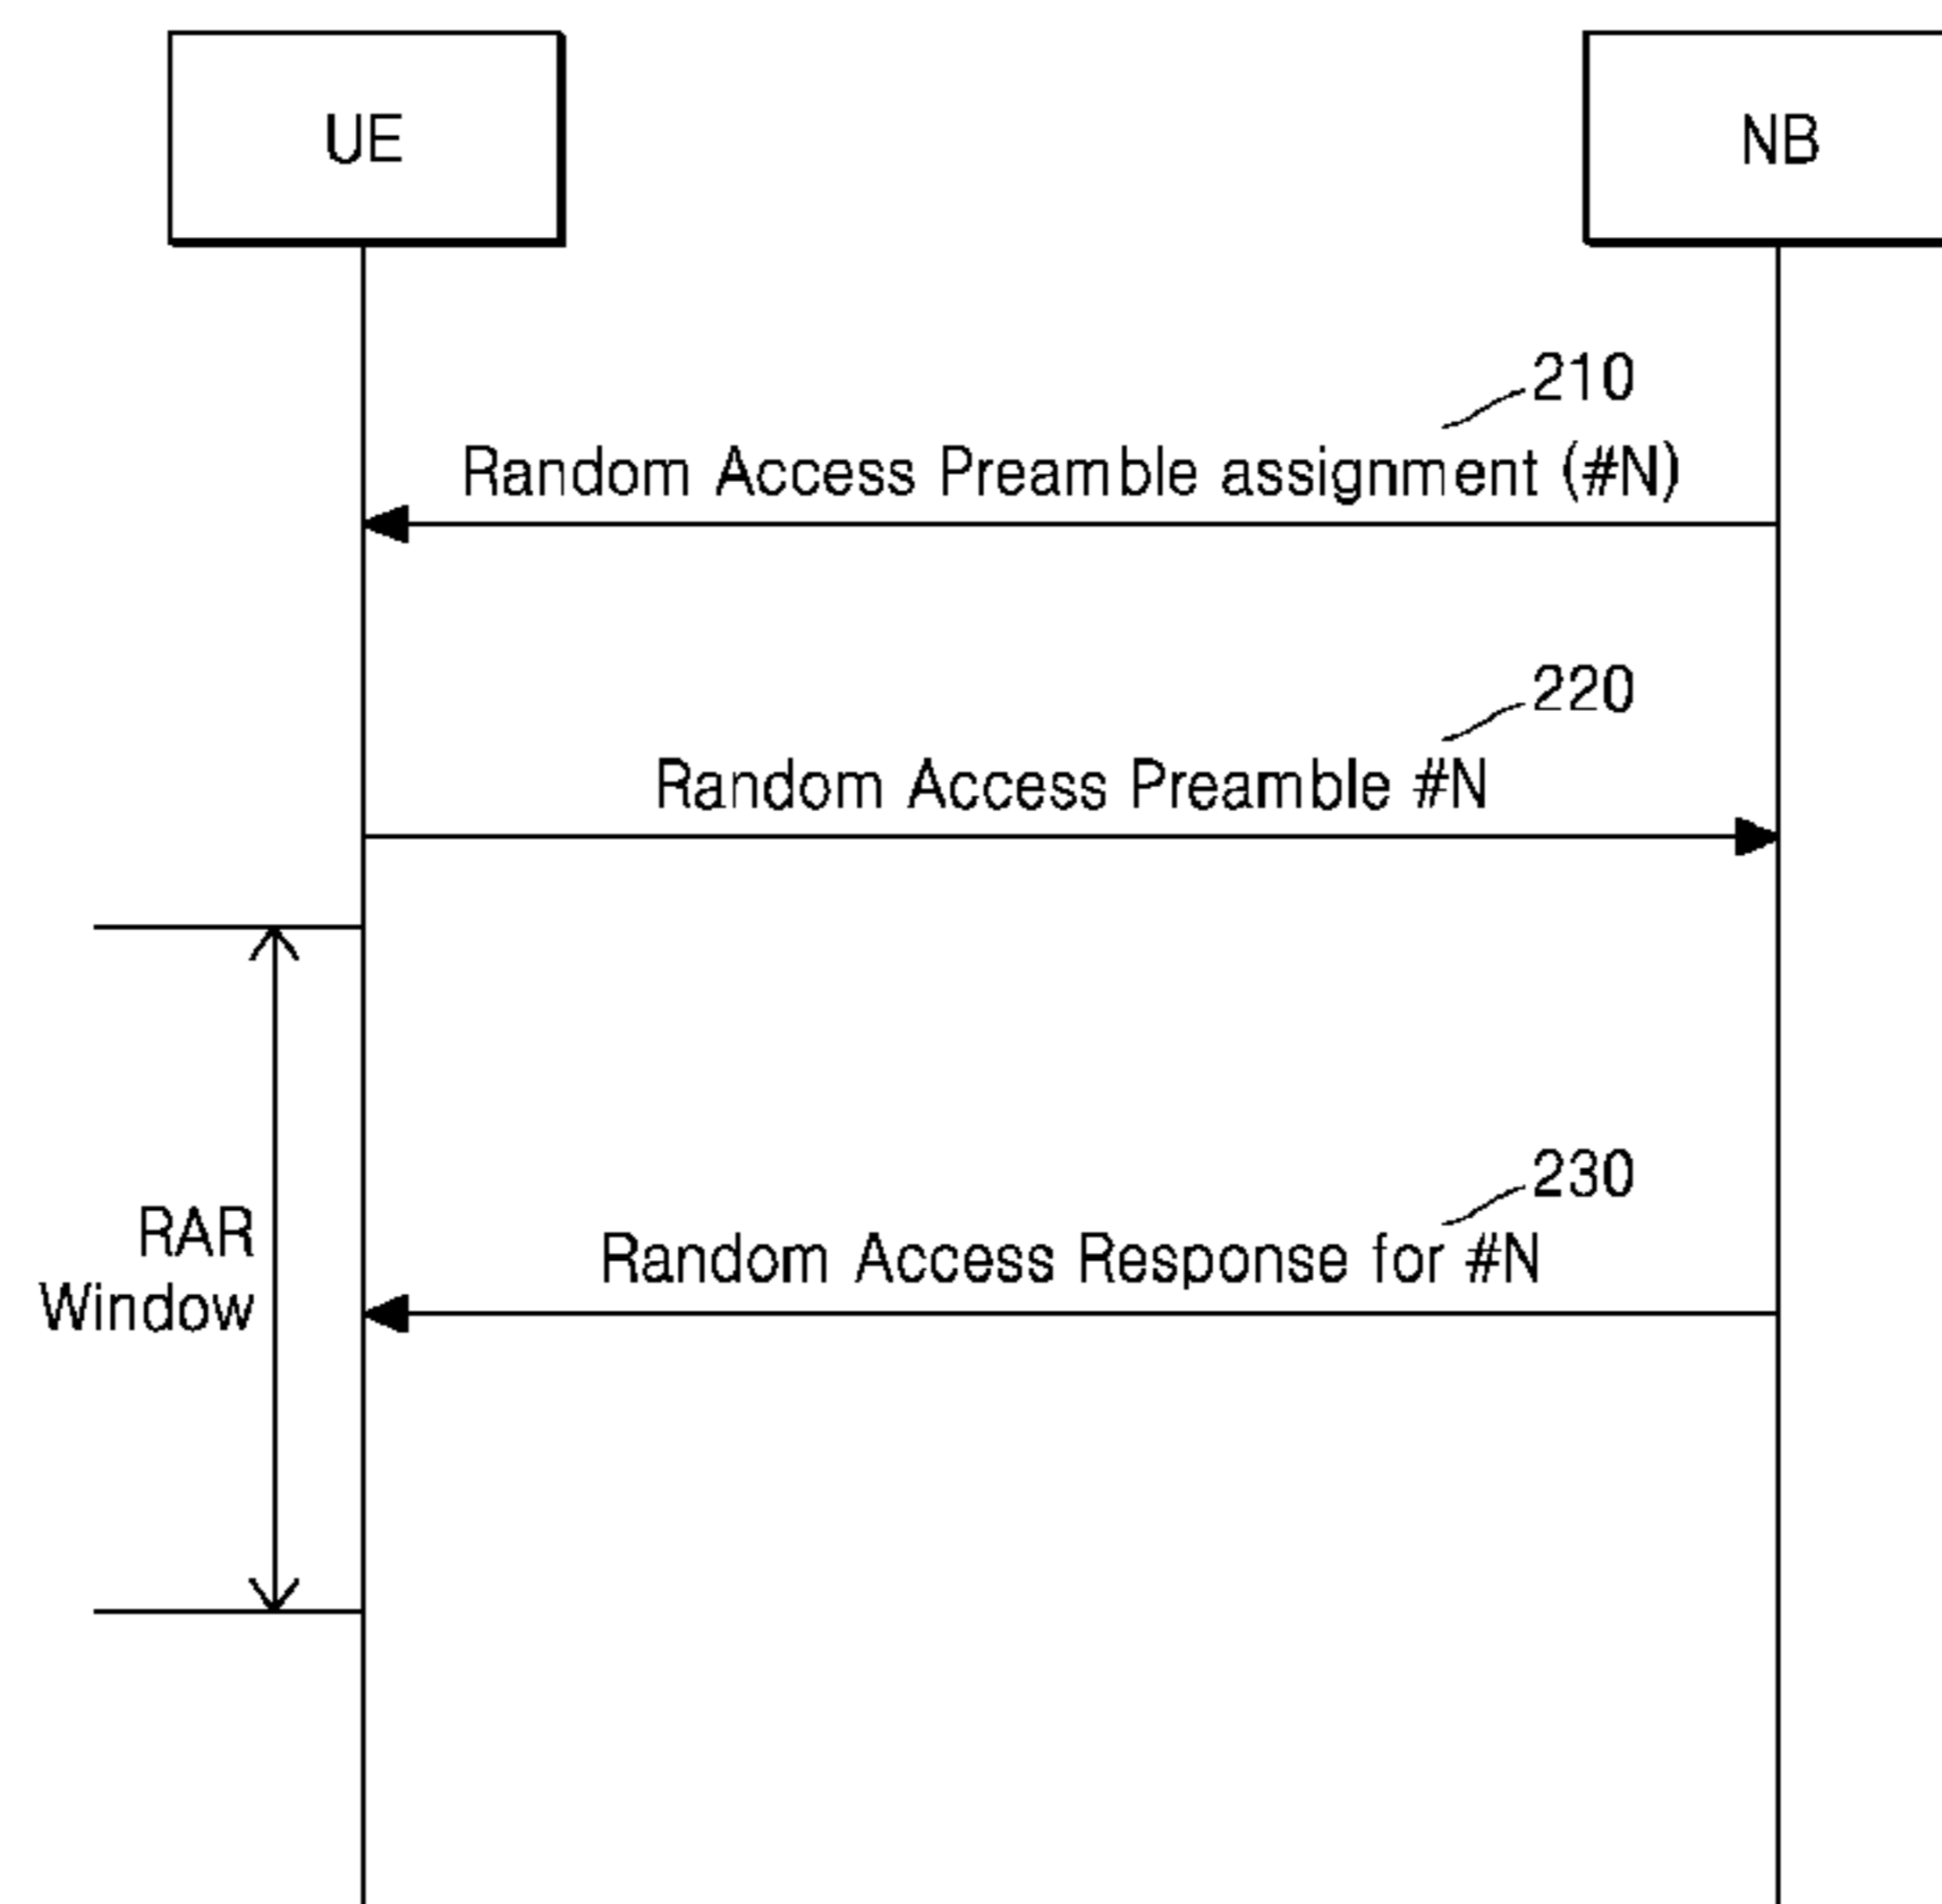 UE
NB
210
Random Access Preamble assignment (#N)
220
Random Access Preamble #N
230
Random Access Response for #N
RAR
Window